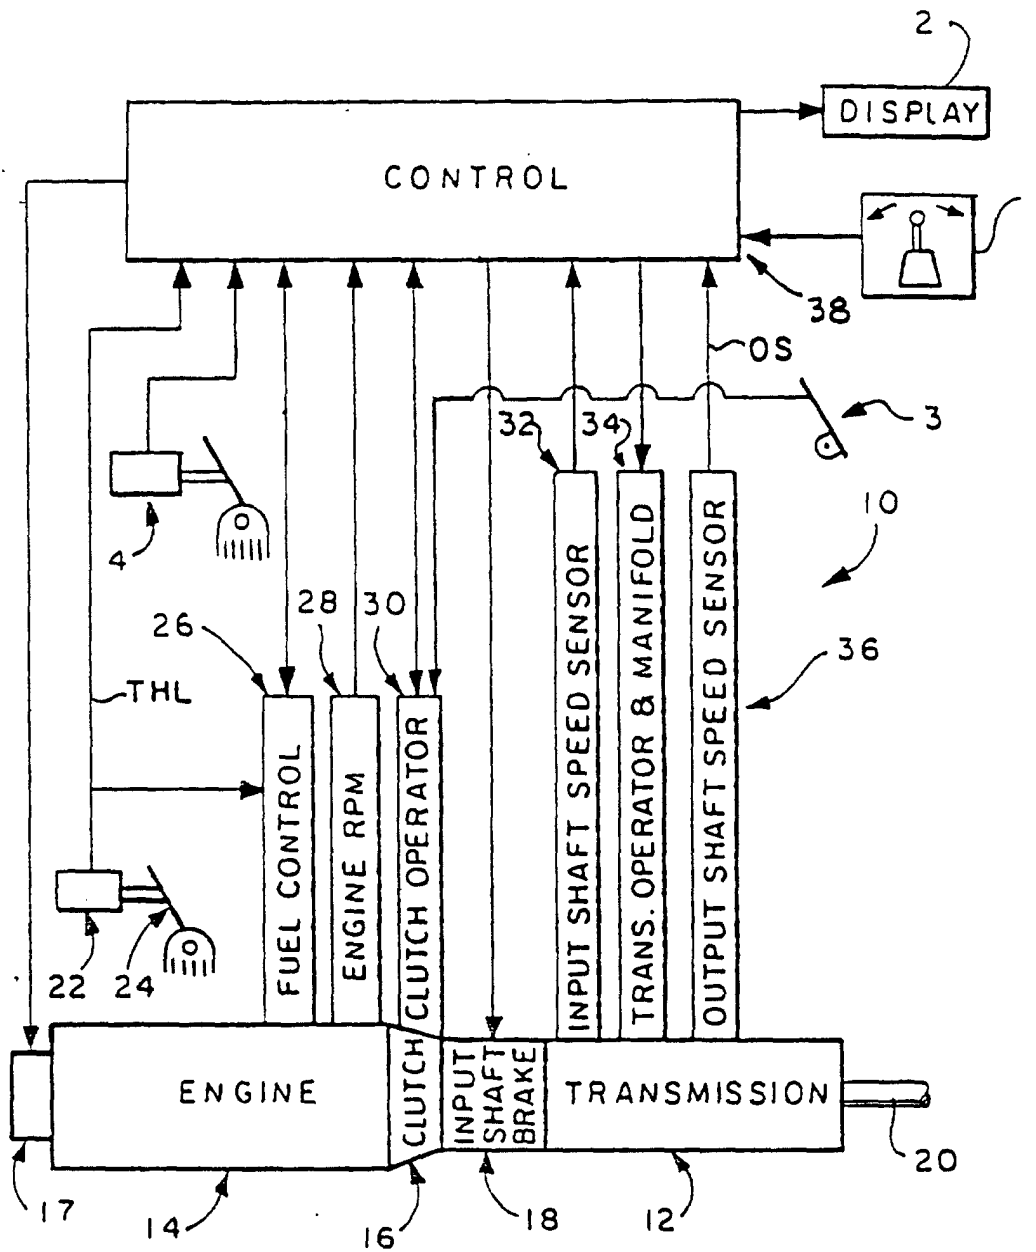 2
DISPLAY
CONTROL
38
OS
3
32
34
4
10
28
30
26
36
THL
FUEL CONTROL
ENGINE RPM
CLUTCH OPERATOR
INPUT SHAFT SPEED SENSOR
TRANS. OPERATOR & MANIFOLD
OUTPUT SHAFT SPEED SENSOR
22
24
ENGINE
CLUTCH
INPUT
SHAFT
BRAKE
TRANSMISSION
20
17
14
16
18
12